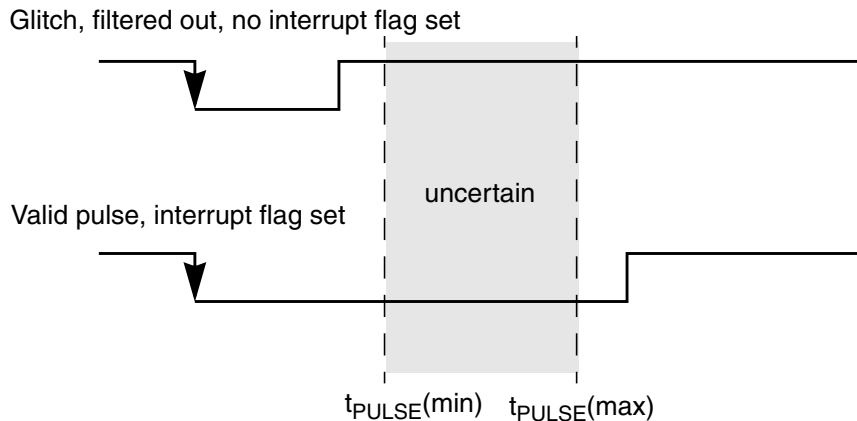 Glitch, filtered out, no interrupt flag set
uncertain
Valid pulse, interrupt flag set
tPULSE(min) tPULSE(max)